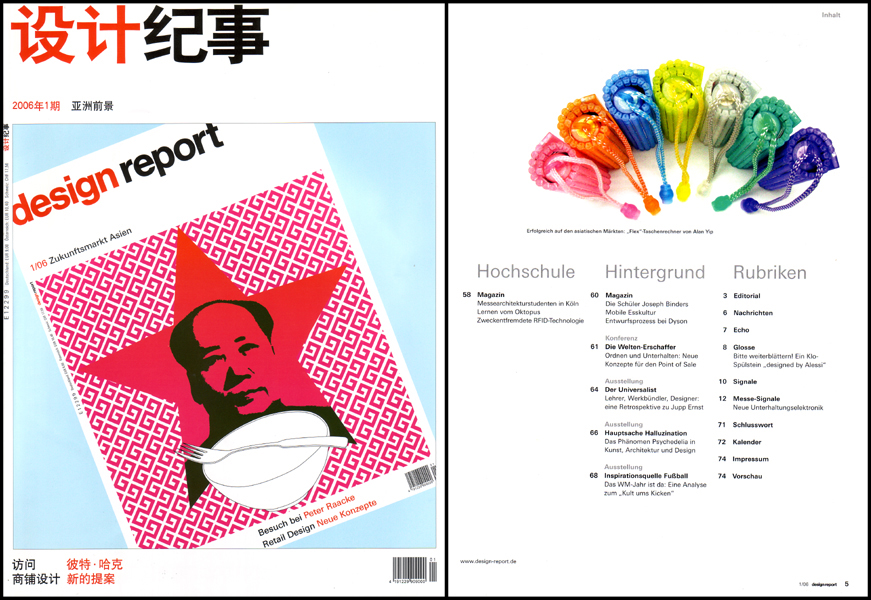 设计纪事
2006年1期 亚洲前景
设计纪事
design report
1/06 Zukunftsmarkt Asien
Besuch bei Peter Raacke
Retail Design Neue Konzepte
访问 彼特·哈克
商铺设计 新的提案
E 1 2 2 9 9
Inhalt
Erfolgreich auf den asiatischen Märkten: „Flex“-Taschenrechner von Alan Yip
Hochschule
58 Magazin
Messearchitekturstudenten in Köln
Lernen vom Oktopus
Zweckentfremdete RFID-Technologie
Hintergrund
60 Magazin
Die Schüler Joseph Binders
Mobile Esskultur
Entwurfsprozess bei Dyson
Konferenz
61 Die Welten-Erschaffer
Ordnen und Unterhalten: Neue
Konzepte für den Point of Sale
Ausstellung
64 Der Universalist
Lehrer, Werkbündler, Designer:
eine Retrospektive zu Jupp Ernst
Ausstellung
66 Hauptsache Halluzination
Das Phänomen Psychedelia in
Kunst, Architektur und Design
Ausstellung
68 Inspirationsquelle Fußball
Das WM-Jahr ist da: Eine Analyse
zum „Kult ums Kicken“
Rubriken
3 Editorial
6 Nachrichten
7 Echo
8 Glosse
Bitte weiterblättern! Ein Klo-
Spülstein „designed by Alessi“
10 Signale
12 Messe-Signale
Neue Unterhaltungselektronik
71 Schlusswort
72 Kalender
74 Impressum
74 Vorschau
www.design-report.de
1/06 design report 5